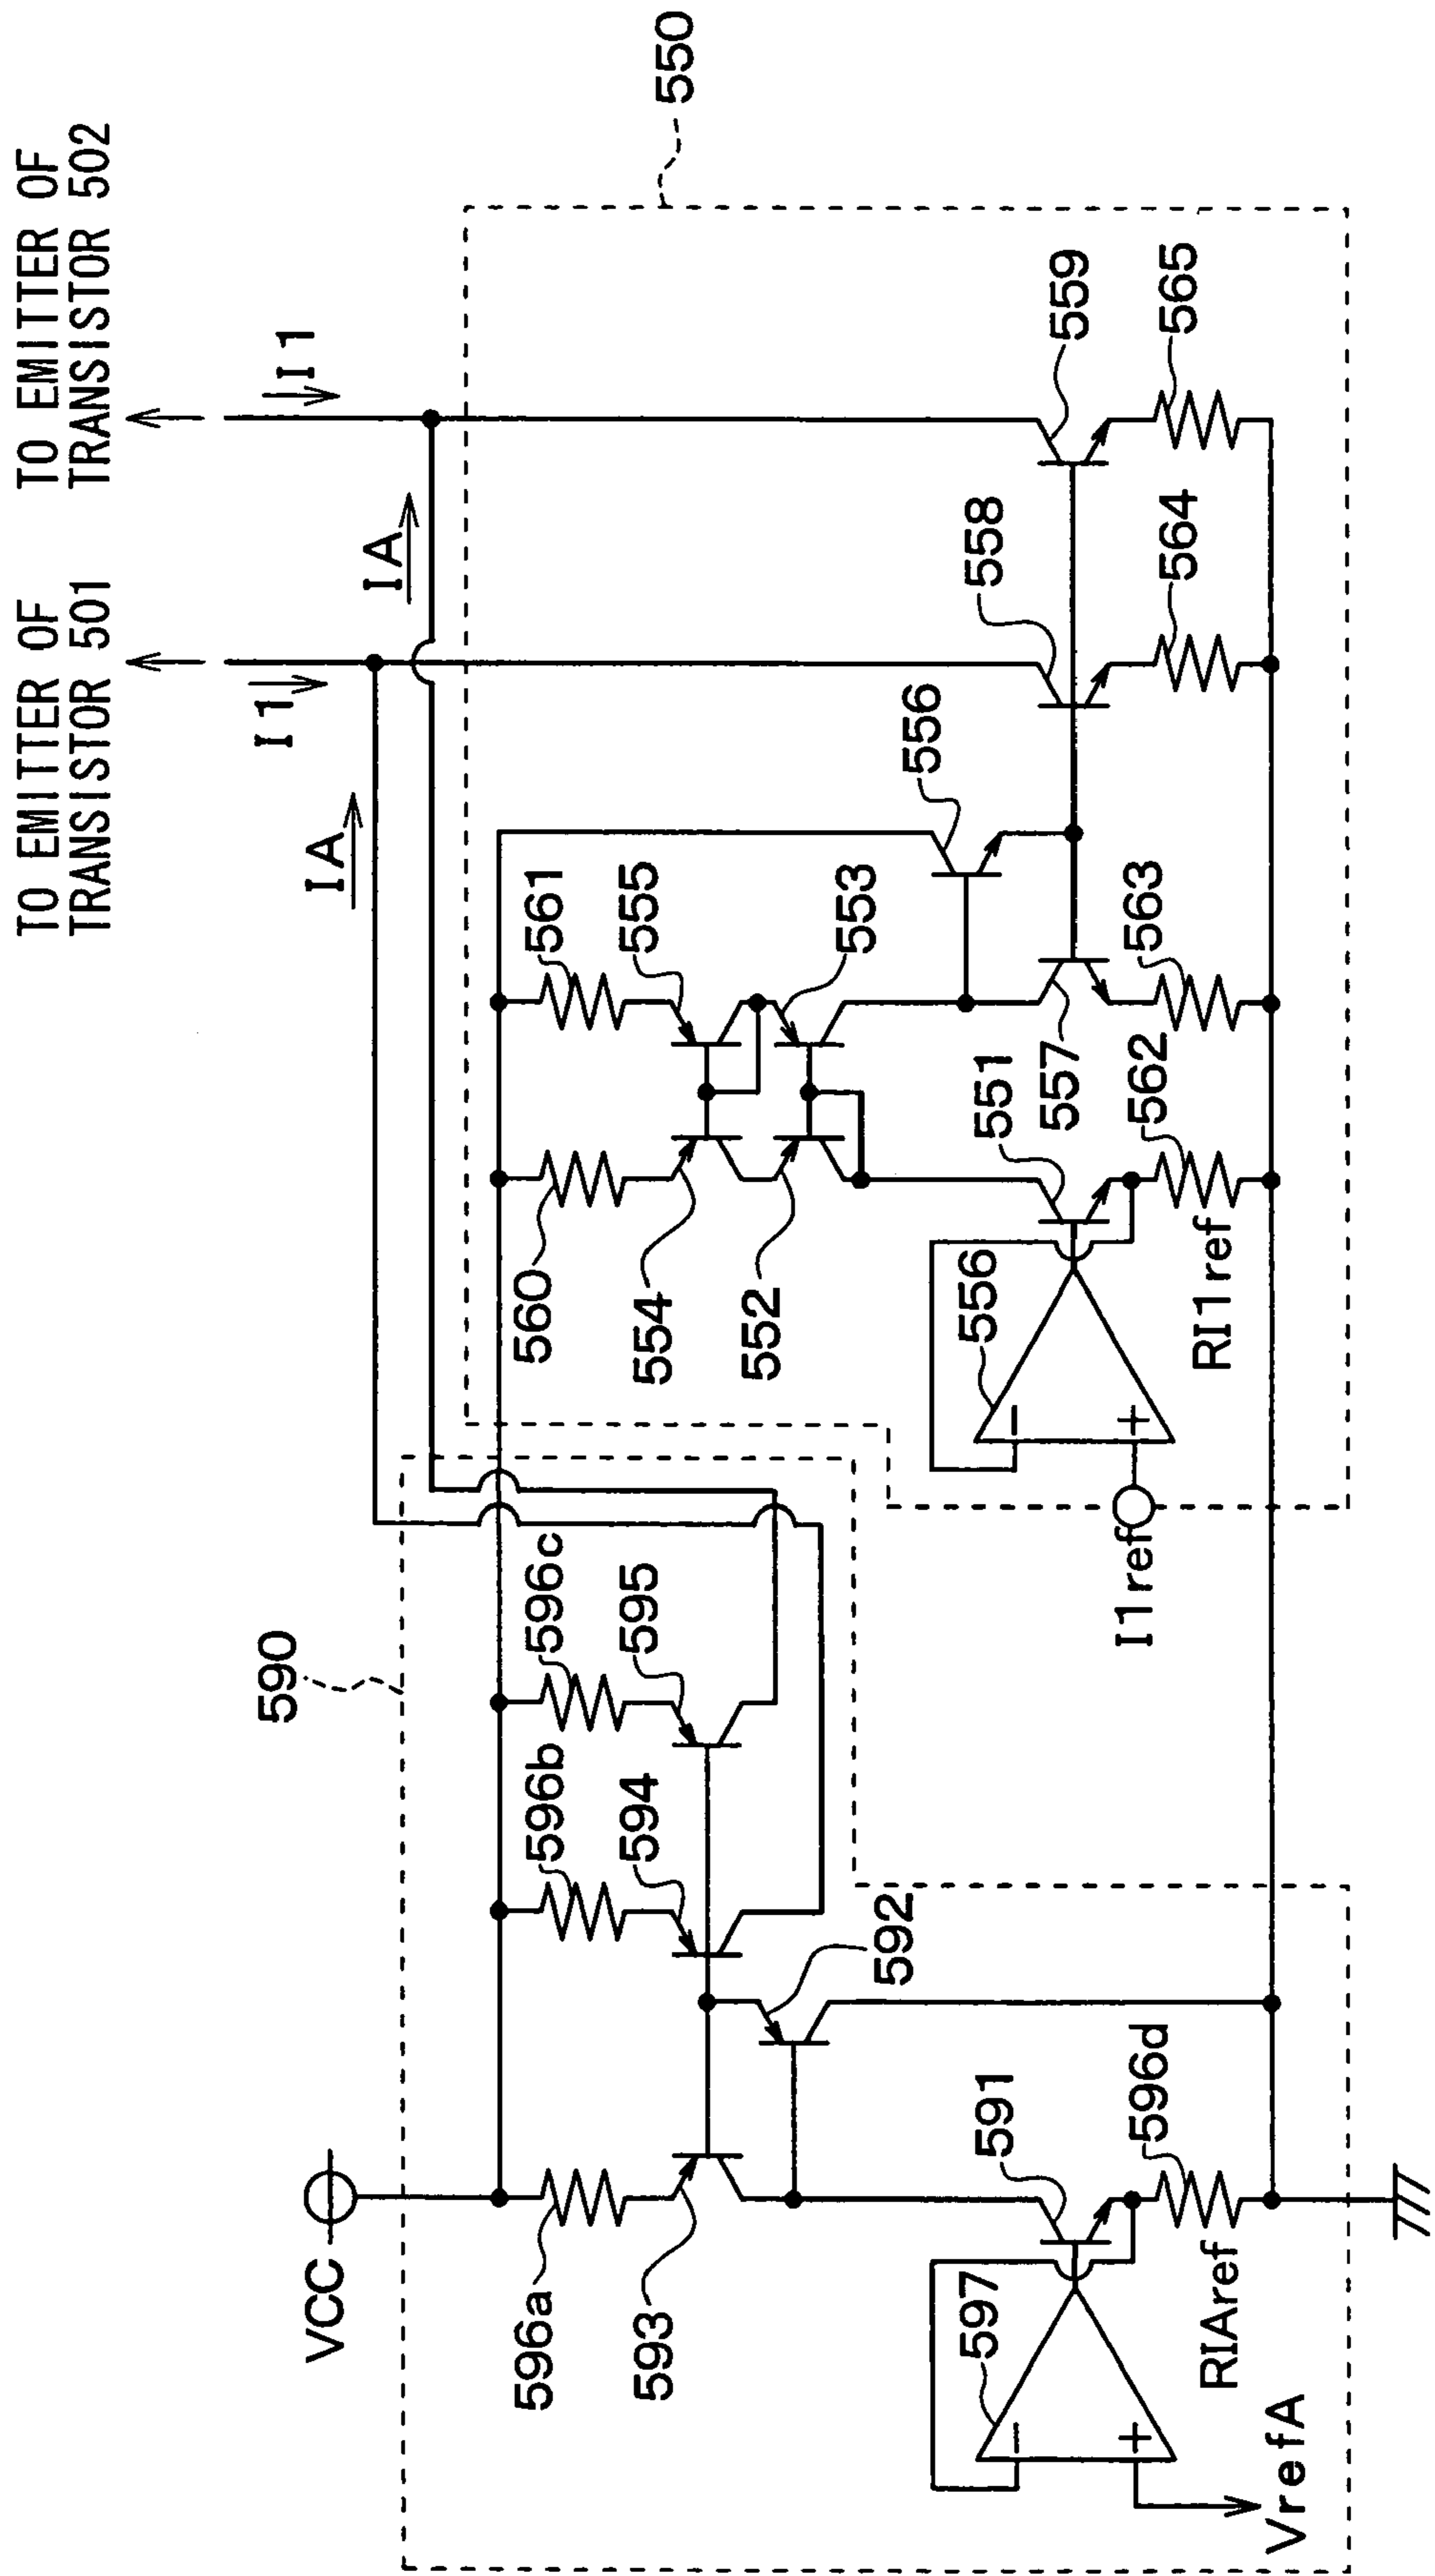 TO EMITTER OF
TRANSISTOR 501
TO EMITTER OF
TRANSISTOR 502
I1
I1
IA
IA
590
550
VCC
596a
596b
596c
593
594
595
592
591
597
596d
RIAref
VrefA
560
561
554
555
552
553
556
551
557
558
559
556
562
563
564
565
RI1ref
I1ref
−
+
−
+